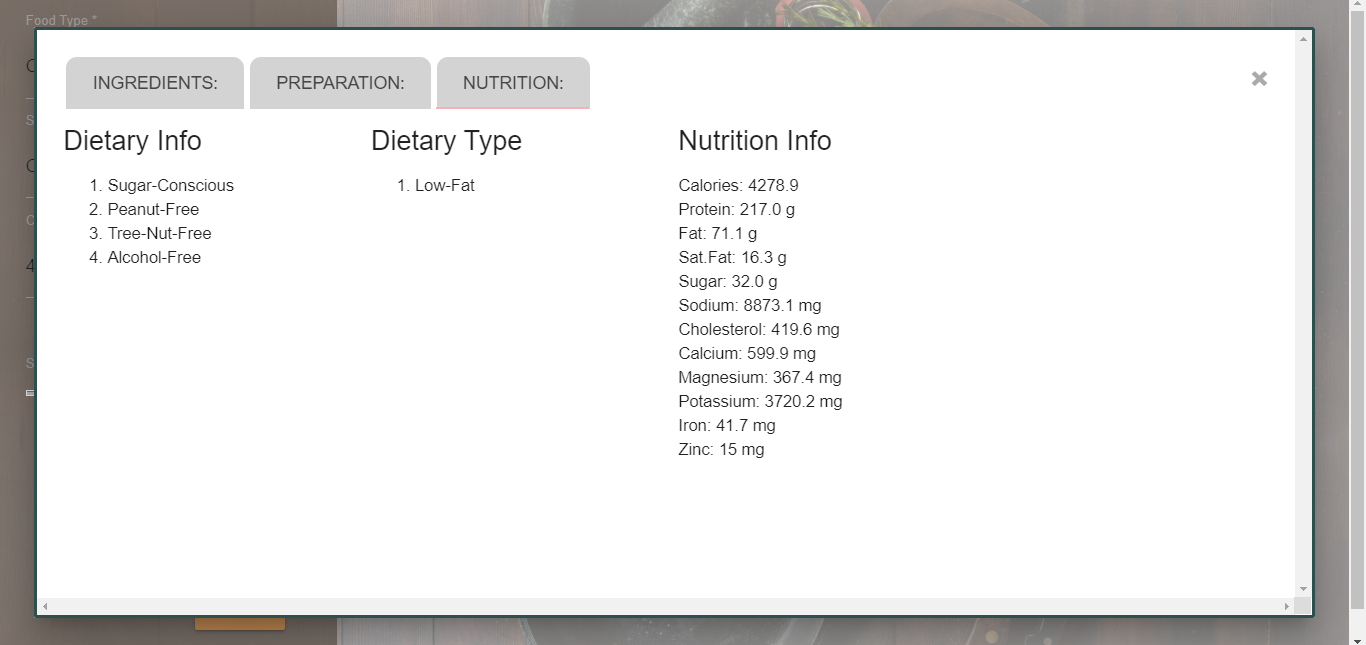 Food Type *
INGREDIENTS:
PREPARATION:
NUTRITION:
Dietary Info
1. Sugar-Conscious
2. Peanut-Free
3. Tree-Nut-Free
4. Alcohol-Free
Dietary Type
1. Low-Fat
Nutrition Info
Calories: 4278.9
Protein: 217.0 g
Fat: 71.1 g
Sat.Fat: 16.3 g
Sugar: 32.0 g
Sodium: 8873.1 mg
Cholesterol: 419.6 mg
Calcium: 599.9 mg
Magnesium: 367.4 mg
Potassium: 3720.2 mg
Iron: 41.7 mg
Zinc: 15 mg